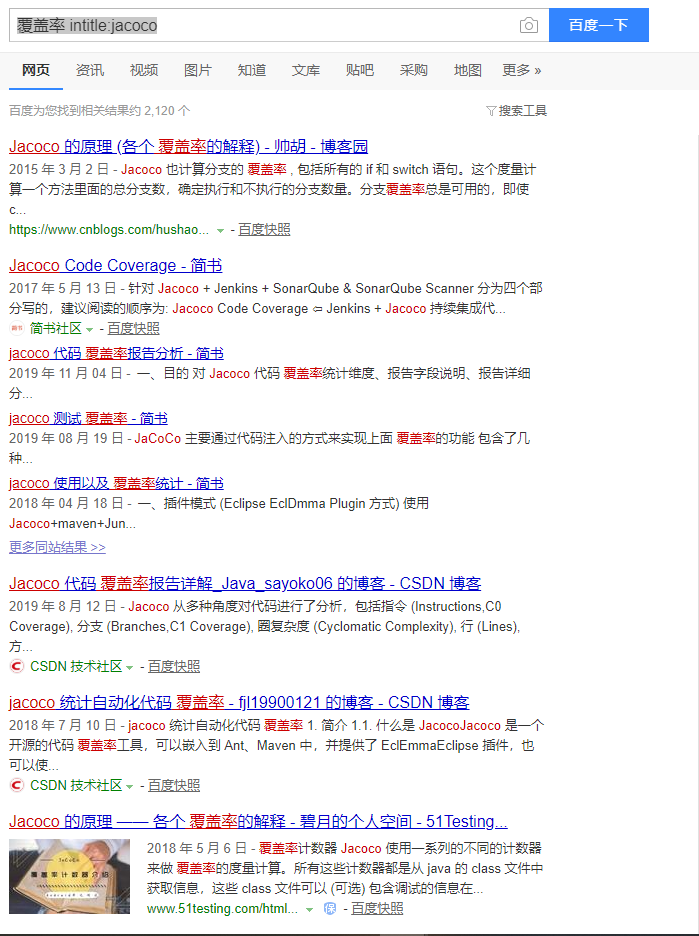 覆盖率 intitle:jacoco
百度一下
网页 资讯 视频 图片 知道 文库 贴吧 采购 地图 更多 »
百度为您找到相关结果约 2,120 个
搜索工具
Jacoco 的原理 (各个 覆盖率的解释) - 帅胡 - 博客园
2015 年 3 月 2 日 - Jacoco 也计算分支的 覆盖率 , 包括所有的 if 和 switch 语句。这个度量计
算一个方法里面的总分支数，确定执行和不执行的分支数量。分支覆盖率总是可用的，即使
c...
https://www.cnblogs.com/hushao... - 百度快照
Jacoco Code Coverage - 简书
2017 年 5 月 13 日 - 针对 Jacoco + Jenkins + SonarQube & SonarQube Scanner 分为四个部
分写的，建议阅读的顺序为: Jacoco Code Coverage ⇦ Jenkins + Jacoco 持续集成代...
简书社区 - 百度快照
jacoco 代码 覆盖率报告分析 - 简书
2019 年 11 月 04 日 - 一、目的 对 Jacoco 代码 覆盖率统计维度、报告字段说明、报告详细
分...
jacoco 测试 覆盖率 - 简书
2019 年 08 月 19 日 - JaCoCo 主要通过代码注入的方式来实现上面 覆盖率的功能 包含了几
种...
jacoco 使用以及 覆盖率统计 - 简书
2018 年 04 月 18 日 - 一、插件模式 (Eclipse EclDmma Plugin 方式) 使用
Jacoco+maven+Jun...
更多同站结果 >>
Jacoco 代码 覆盖率报告详解_Java_sayoko06 的博客 - CSDN 博客
2019 年 8 月 12 日 - Jacoco 从多种角度对代码进行了分析，包括指令 (Instructions,C0
Coverage), 分支 (Branches,C1 Coverage), 圈复杂度 (Cyclomatic Complexity), 行 (Lines),
方...
CSDN 技术社区 - 百度快照
jacoco 统计自动化代码 覆盖率 - fjl19900121 的博客 - CSDN 博客
2018 年 7 月 10 日 - jacoco 统计自动化代码 覆盖率 1. 简介 1.1. 什么是 JacocoJacoco 是一个
开源的代码 覆盖率工具，可以嵌入到 Ant、Maven 中，并提供了 EclEmmaEclipse 插件，也
可以使...
CSDN 技术社区 - 百度快照
Jacoco 的原理 —— 各个 覆盖率的解释 - 碧月的个人空间 - 51Testing...
JaCoCo
覆盖率计数器介绍
2018 年 5 月 6 日 - 覆盖率计数器 Jacoco 使用一系列的不同的计数器
来做 覆盖率的度量计算。所有这些计数器都是从 java 的 class 文件中
获取信息，这些 class 文件可以 (可选) 包含调试的信息在...
www.51testing.com/html... 保 - 百度快照